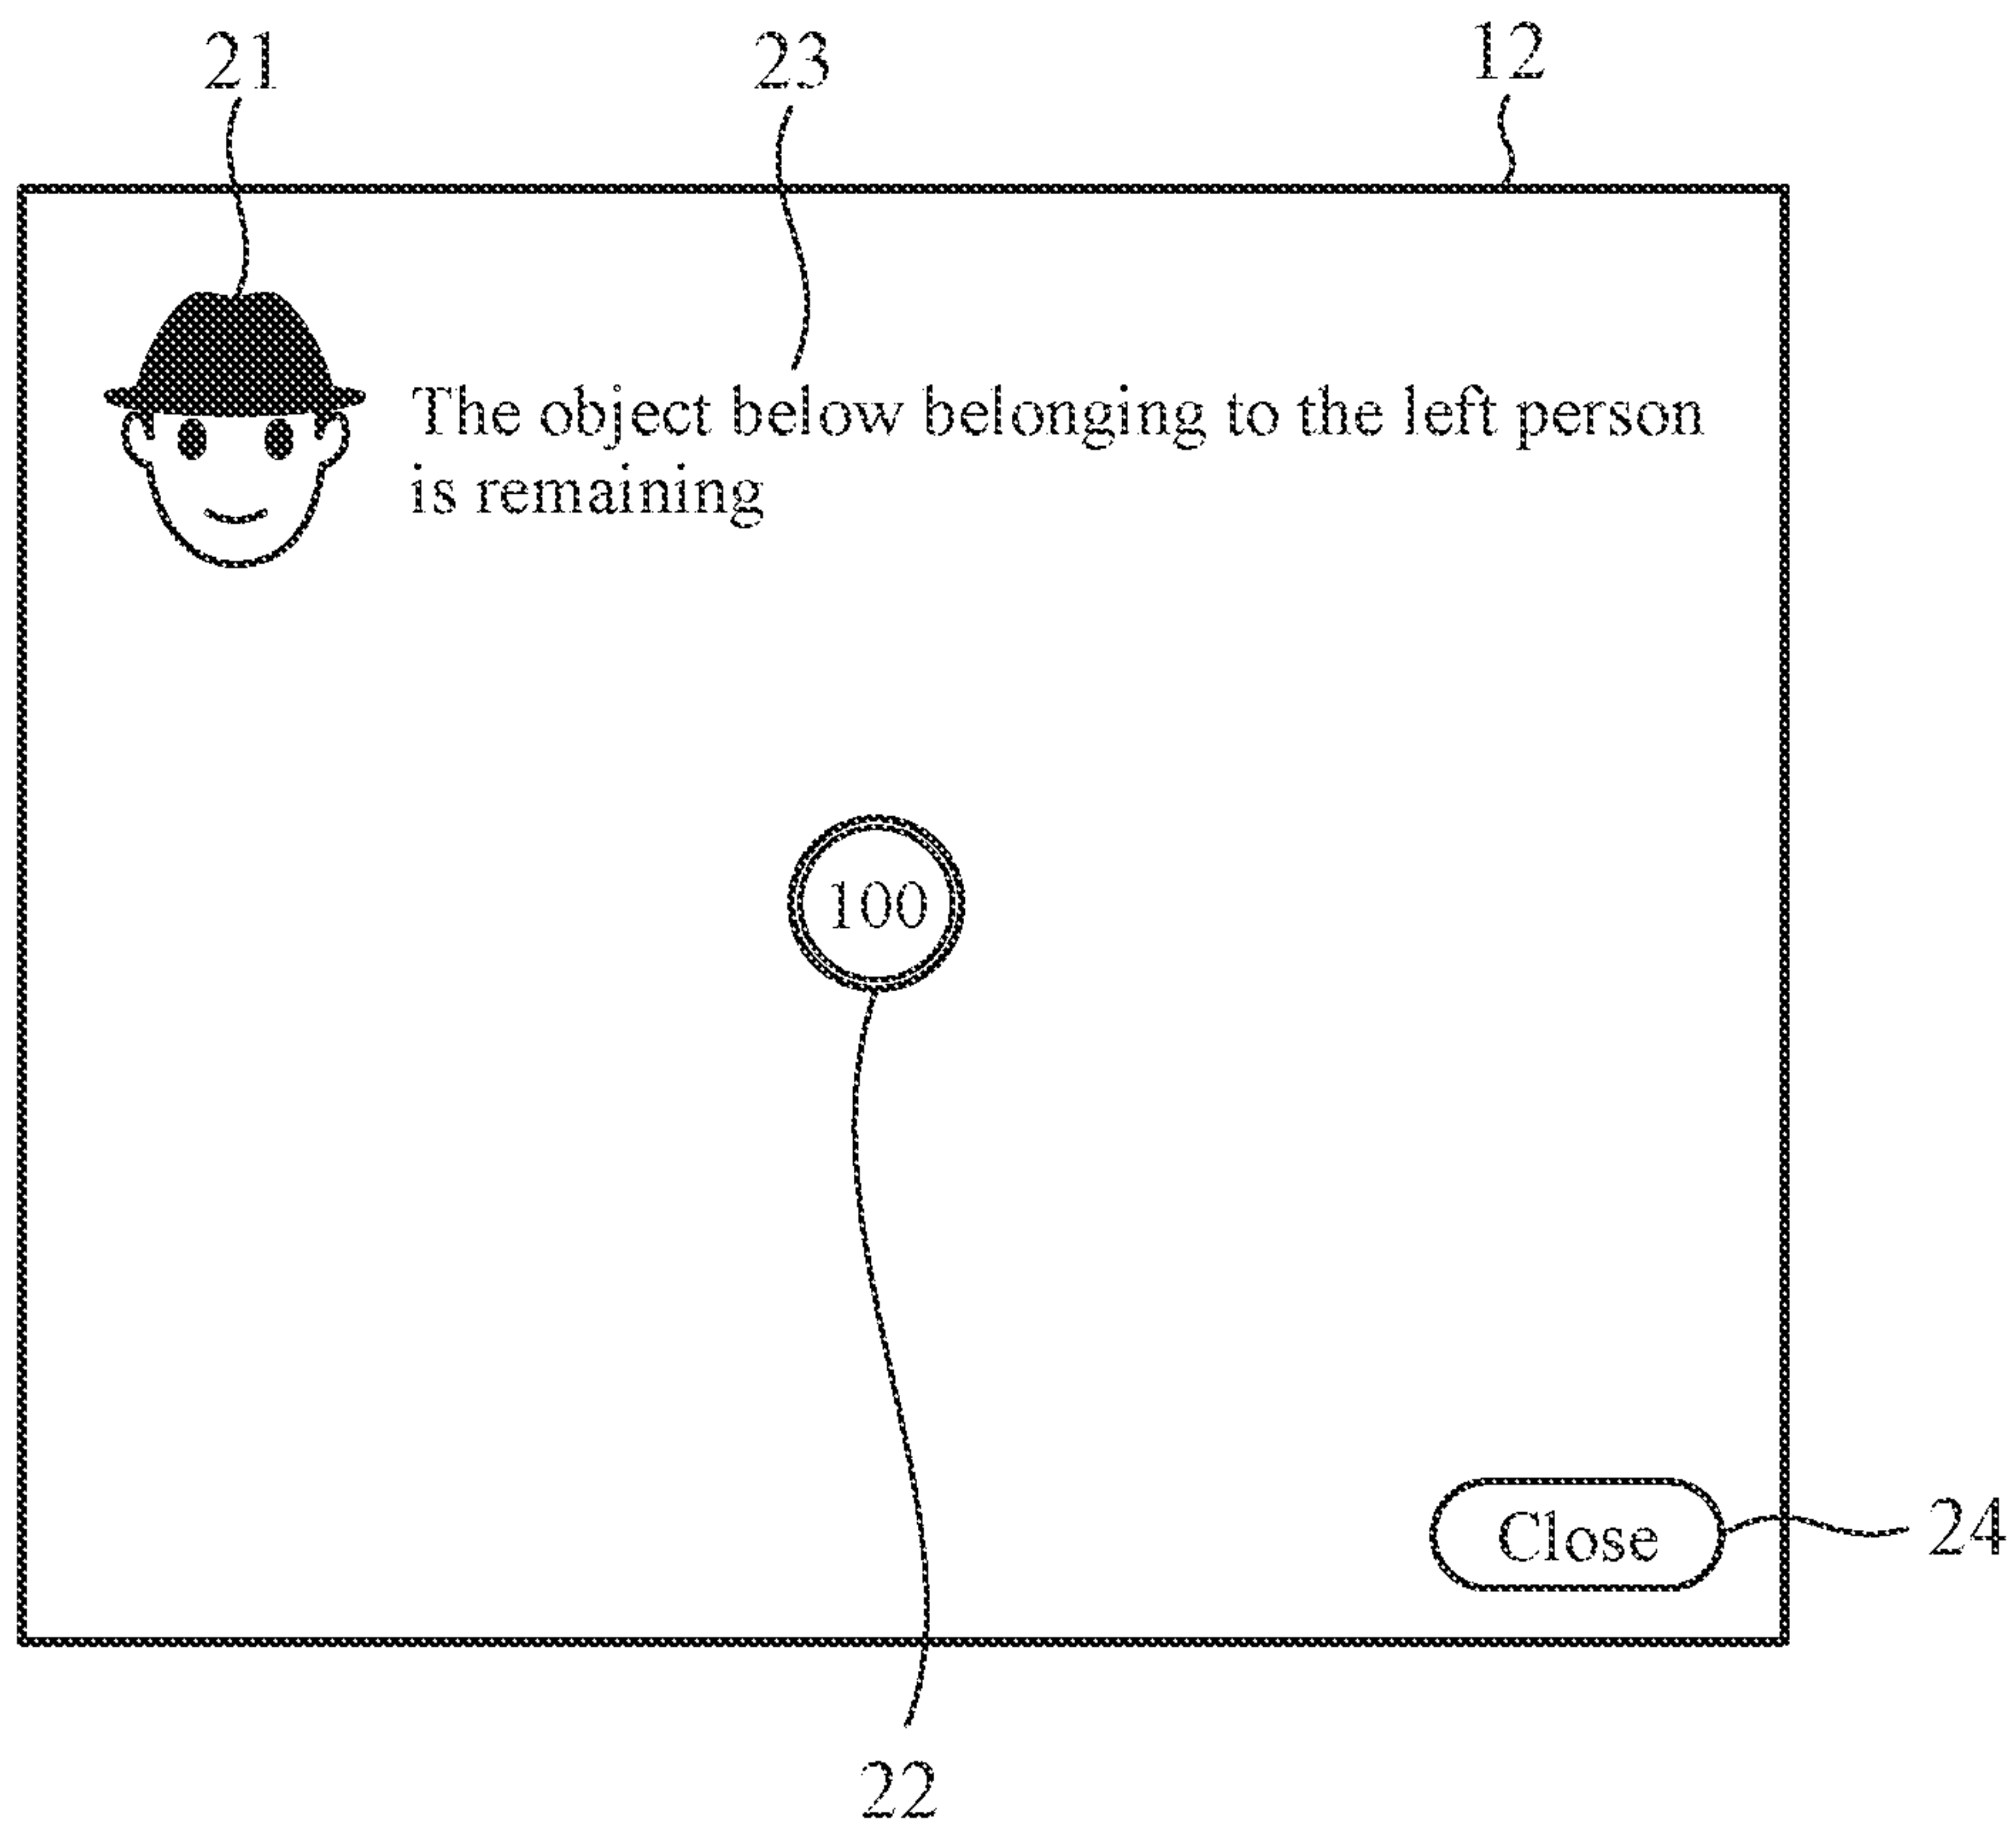 21 23 12
The object below belonging to the left person
is remaining
100
Close 24
22